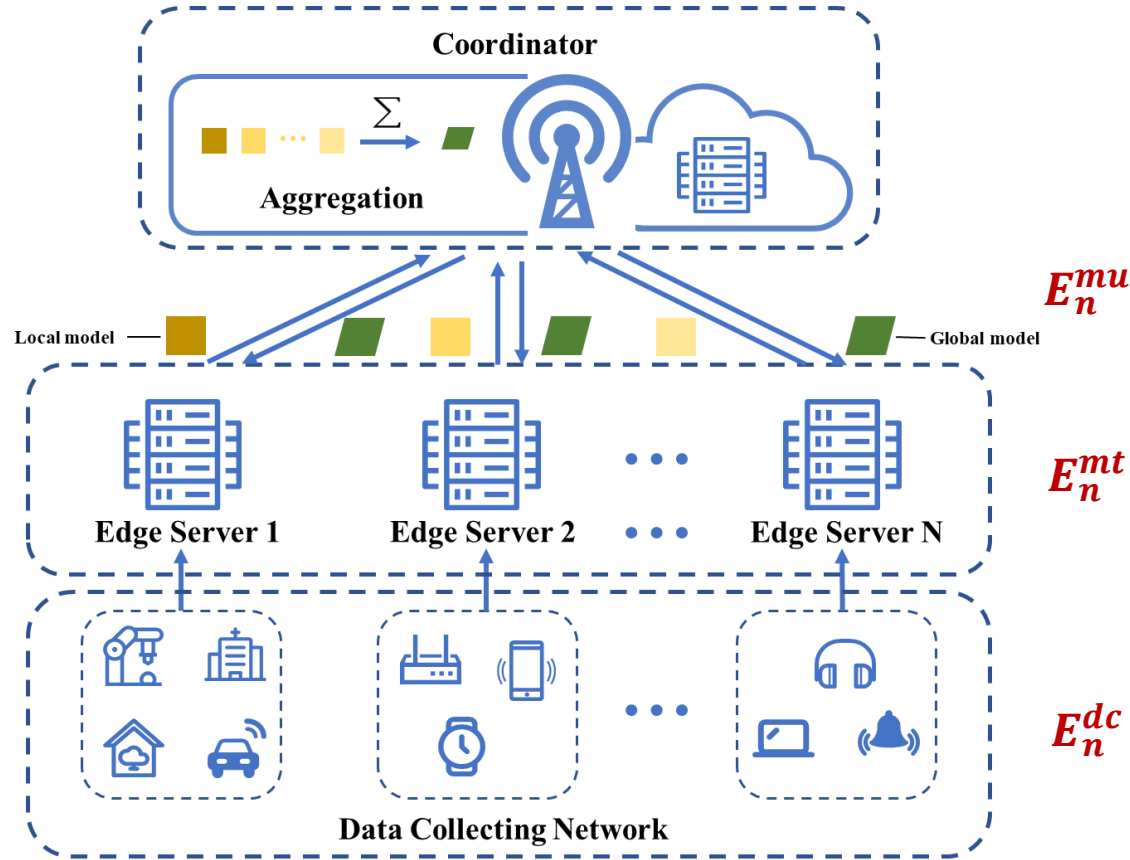 Coordinator
∑
Aggregation
E_n^{mu}
Local model
Global model
E_n^{mt}
Edge Server 1
Edge Server 2
Edge Server N
E_n^{dc}
Data Collecting Network